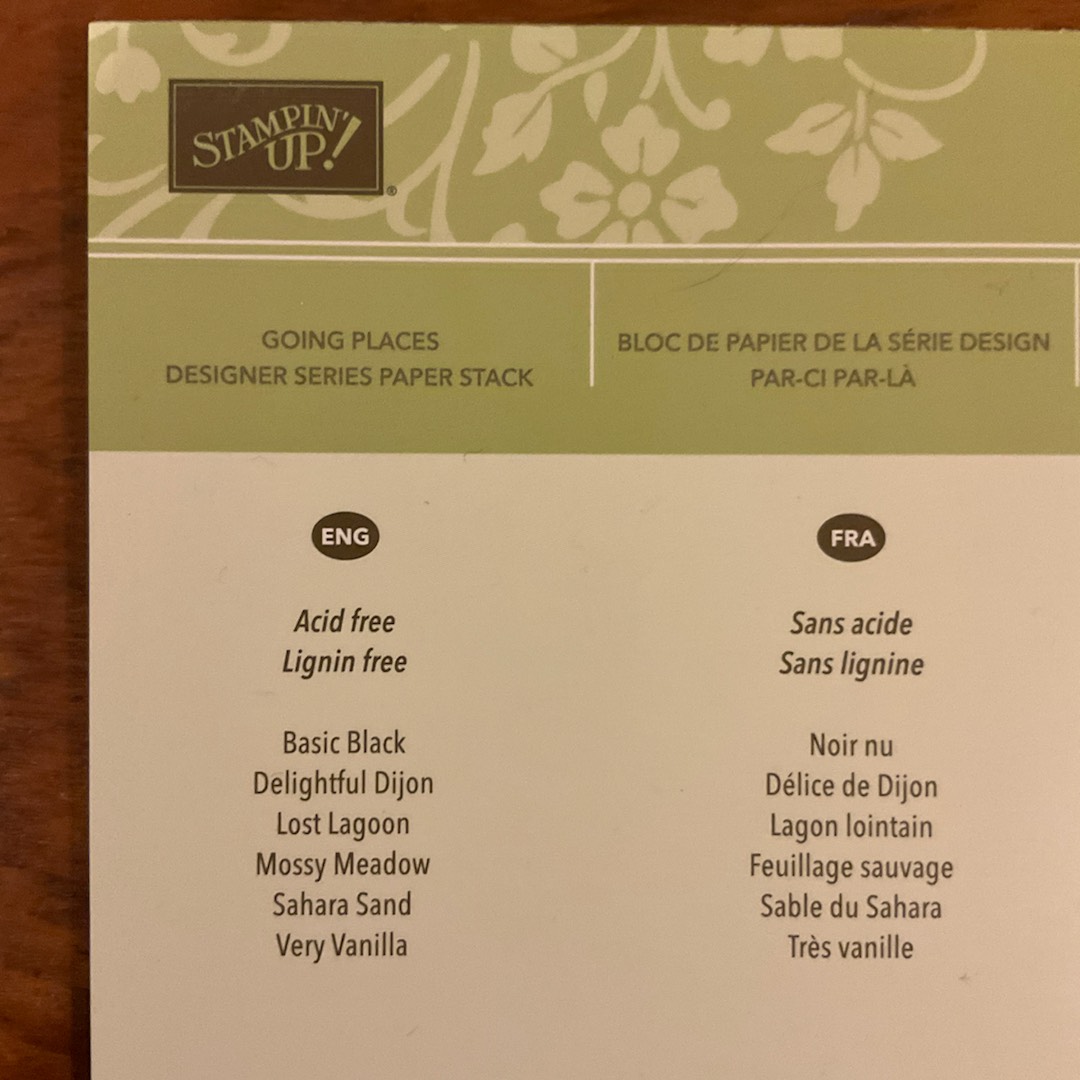 STAMPIN'
UP!®
GOING PLACES
DESIGNER SERIES PAPER STACK
BLOC DE PAPIER DE LA SÉRIE DESIGN
PAR-CI PAR-LÀ
ENG
Acid free
Lignin free
Basic Black
Delightful Dijon
Lost Lagoon
Mossy Meadow
Sahara Sand
Very Vanilla
FRA
Sans acide
Sans lignine
Noir nu
Délice de Dijon
Lagon lointain
Feuillage sauvage
Sable du Sahara
Très vanille